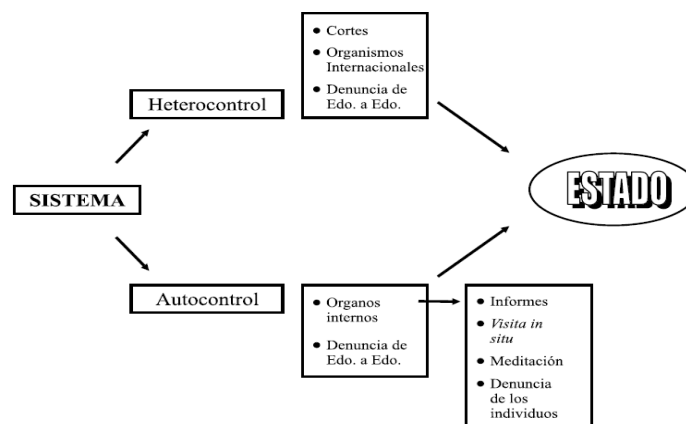 • Cortes
• Organismos
Internacionales
• Denuncia de
Edo. a Edo.
Heterocontrol
SISTEMA
ESTADO
Autocontrol
• Organos
internos
• Denuncia de
Edo. a Edo.
• Informes
• Visita in
situ
• Meditación
• Denuncia
de los
individuos